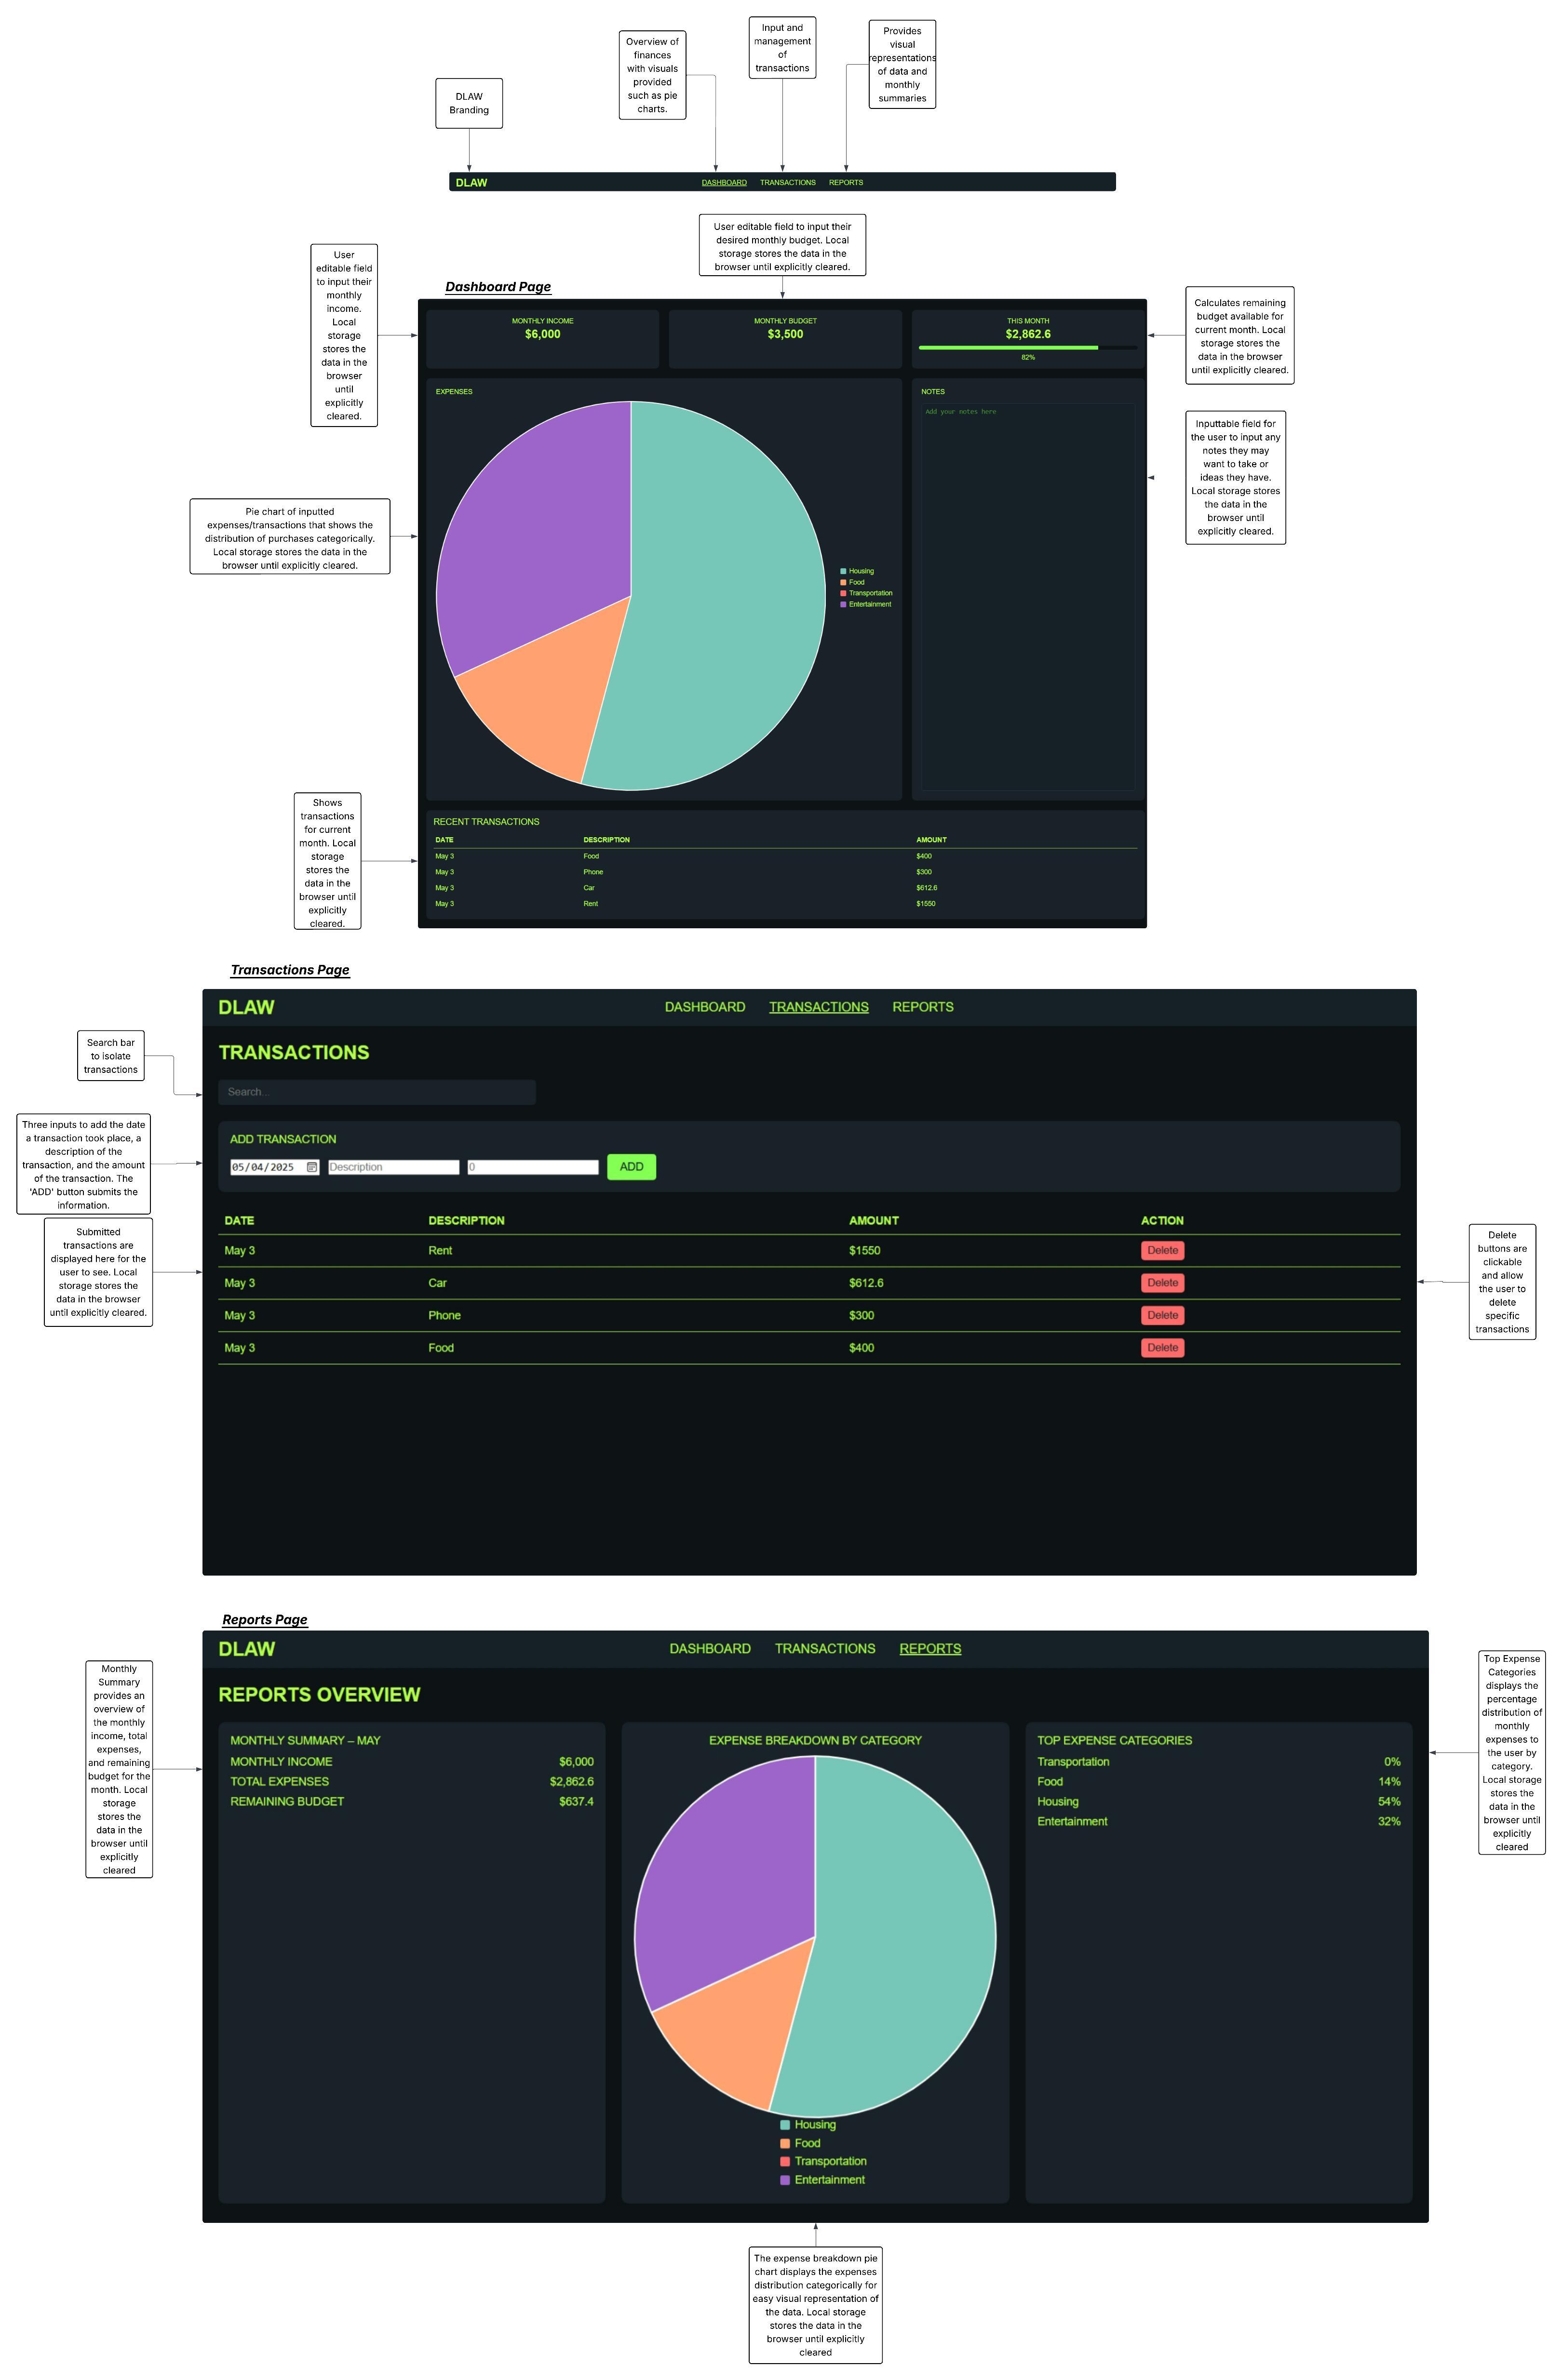 DLAW
Branding
Overview of
finances
with visuals
provided
such as pie
charts.
Input and
management
of
transactions
Provides
visual
representations
of data and
monthly
summaries
DLAW
DASHBOARD TRANSACTIONS REPORTS
User editable field to input their
desired monthly budget. Local
storage stores the data in the
browser until explicitly cleared.
User
editable field
to input their
monthly
income.
Local
storage
stores the
data in the
browser
until
explicitly
cleared.
Dashboard Page
MONTHLY INCOME
$6,000
MONTHLY BUDGET
$3,500
THIS MONTH
$2,862.6
82%
Calculates remaining
budget available for
current month. Local
storage stores the
data in the browser
until explicitly cleared.
EXPENSES
Housing
Food
Transportation
Entertainment
NOTES
Add your notes here
Inputtable field for
the user to input any
notes they may
want to take or
ideas they have.
Local storage stores
the data in the
browser until
explicitly cleared.
Pie chart of inputted
expenses/transactions that shows the
distribution of purchases categorically.
Local storage stores the data in the
browser until explicitly cleared.
Shows
transactions
for current
month. Local
storage
stores the
data in the
browser until
explicitly
cleared.
RECENT TRANSACTIONS
DATE DESCRIPTION AMOUNT
May 3 Food $400
May 3 Phone $300
May 3 Car $612.6
May 3 Rent $1550
Transactions Page
DLAW
DASHBOARD TRANSACTIONS REPORTS
TRANSACTIONS
Search...
Search bar
to isolate
transactions
Three inputs to add the date
a transaction took place, a
description of the
transaction, and the amount
of the transaction. The
'ADD' button submits the
information.
ADD TRANSACTION
05/04/2025 Description 0 ADD
Submitted
transactions are
displayed here for the
user to see. Local
storage stores the
data in the browser
until explicitly cleared.
DATE DESCRIPTION AMOUNT ACTION
May 3 Rent $1550 Delete
May 3 Car $612.6 Delete
May 3 Phone $300 Delete
May 3 Food $400 Delete
Delete
buttons are
clickable
and allow
the user to
delete
specific
transactions
Reports Page
DLAW
DASHBOARD TRANSACTIONS REPORTS
REPORTS OVERVIEW
Monthly
Summary
provides an
overview of
the monthly
income, total
expenses,
and remaining
budget for the
month. Local
storage
stores the
data in the
browser until
explicitly
cleared
MONTHLY SUMMARY – MAY
MONTHLY INCOME $6,000
TOTAL EXPENSES $2,862.6
REMAINING BUDGET $637.4
EXPENSE BREAKDOWN BY CATEGORY
Housing
Food
Transportation
Entertainment
TOP EXPENSE CATEGORIES
Transportation 0%
Food 14%
Housing 54%
Entertainment 32%
Top Expense
Categories
displays the
percentage
distribution of
monthly
expenses to
the user by
category.
Local storage
stores the
data in the
browser until
explicitly
cleared
The expense breakdown pie
chart displays the expenses
distribution categorically for
easy visual representation of
the data. Local storage
stores the data in the
browser until explicitly
cleared